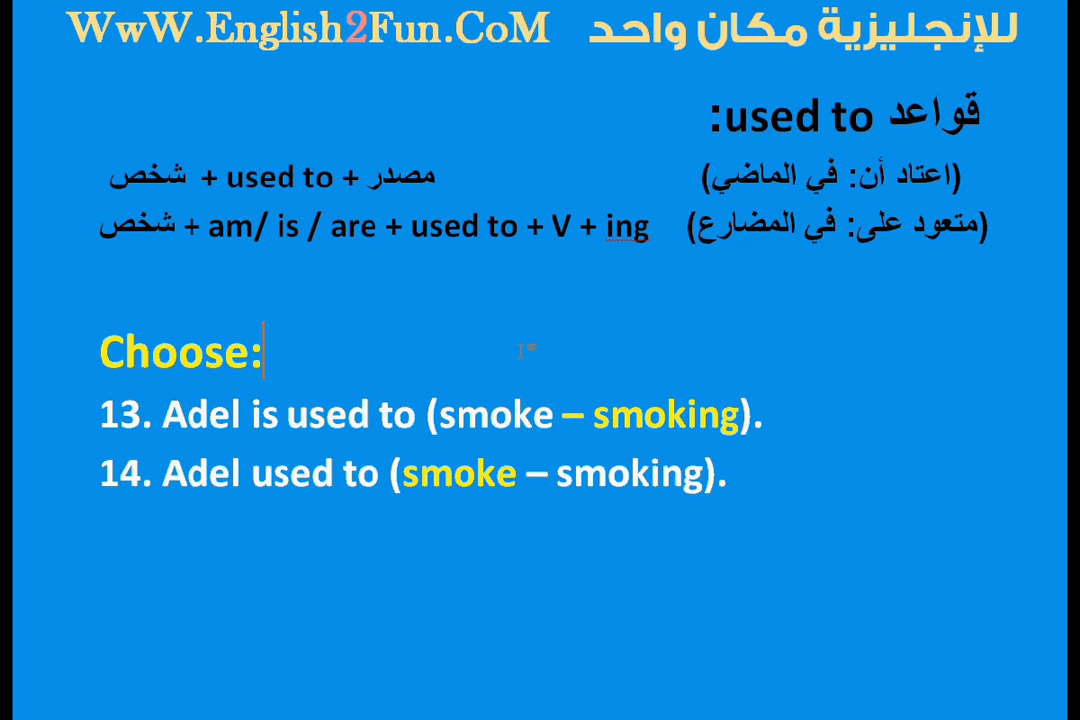 WwW.English2Fun.CoM للإنجليزية مكان واحد
قواعد used to:
شخص + used to + مصدر (اعتاد أن: في الماضي)
شخص + am/ is / are + used to + V + ing (متعود على: في المضارع)
Choose:
13. Adel is used to (smoke – smoking).
14. Adel used to (smoke – smoking).